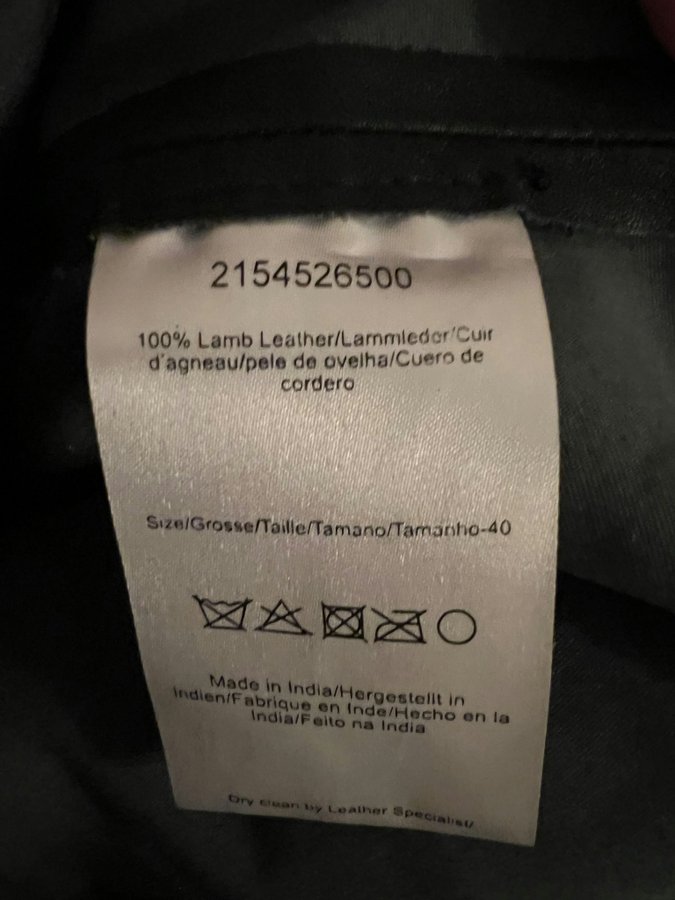 2154526500
100% Lamb Leather/Lammleder/Cuir
d'agneau/pele de ovelha/Cuero de
cordero
Size/Grosse/Taille/Tamano/Tamanho-40
Made in India/Hergestellt in
Indien/Fabrique en Inde/Hecho en la
India/Feito na India
Dry clean by Leather Specialist/